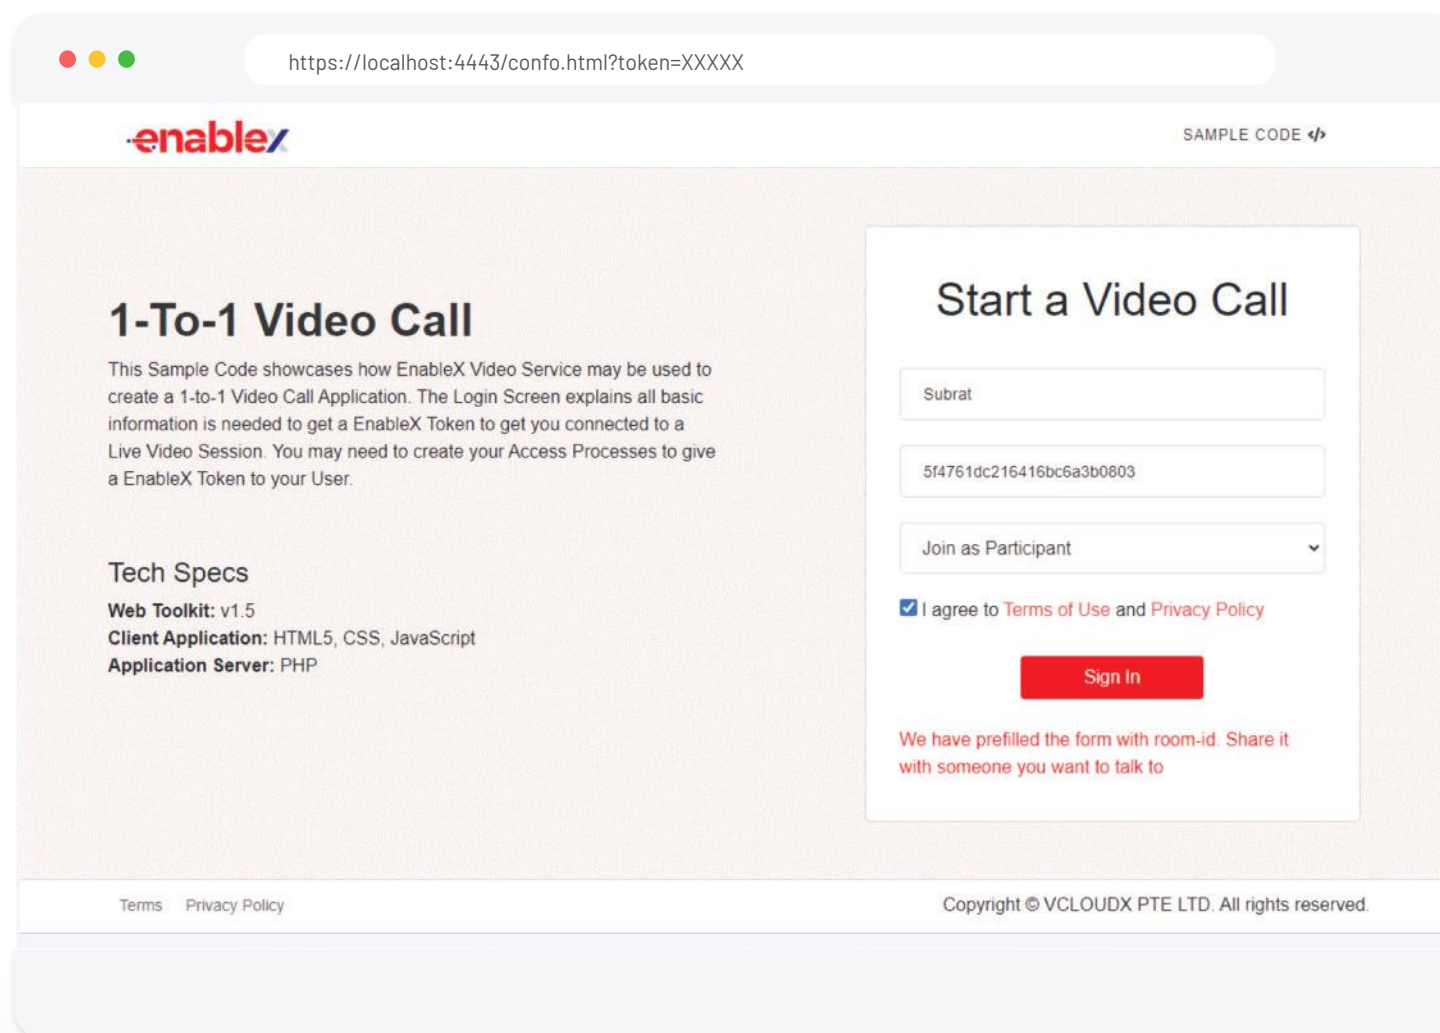 https://localhost:4443/confo.html?token=XXXXX
enablex
SAMPLE CODE </>
1-To-1 Video Call
This Sample Code showcases how EnableX Video Service may be used to
create a 1-to-1 Video Call Application. The Login Screen explains all basic
information is needed to get a EnableX Token to get you connected to a
Live Video Session. You may need to create your Access Processes to give
a EnableX Token to your User.
Tech Specs
Web Toolkit: v1.5
Client Application: HTML5, CSS, JavaScript
Application Server: PHP
Start a Video Call
Subrat
5f4761dc216416bc6a3b0803
Join as Participant
I agree to Terms of Use and Privacy Policy
Sign In
We have prefilled the form with room-id. Share it
with someone you want to talk to
Terms Privacy Policy
Copyright © VCLOUDX PTE LTD. All rights reserved.